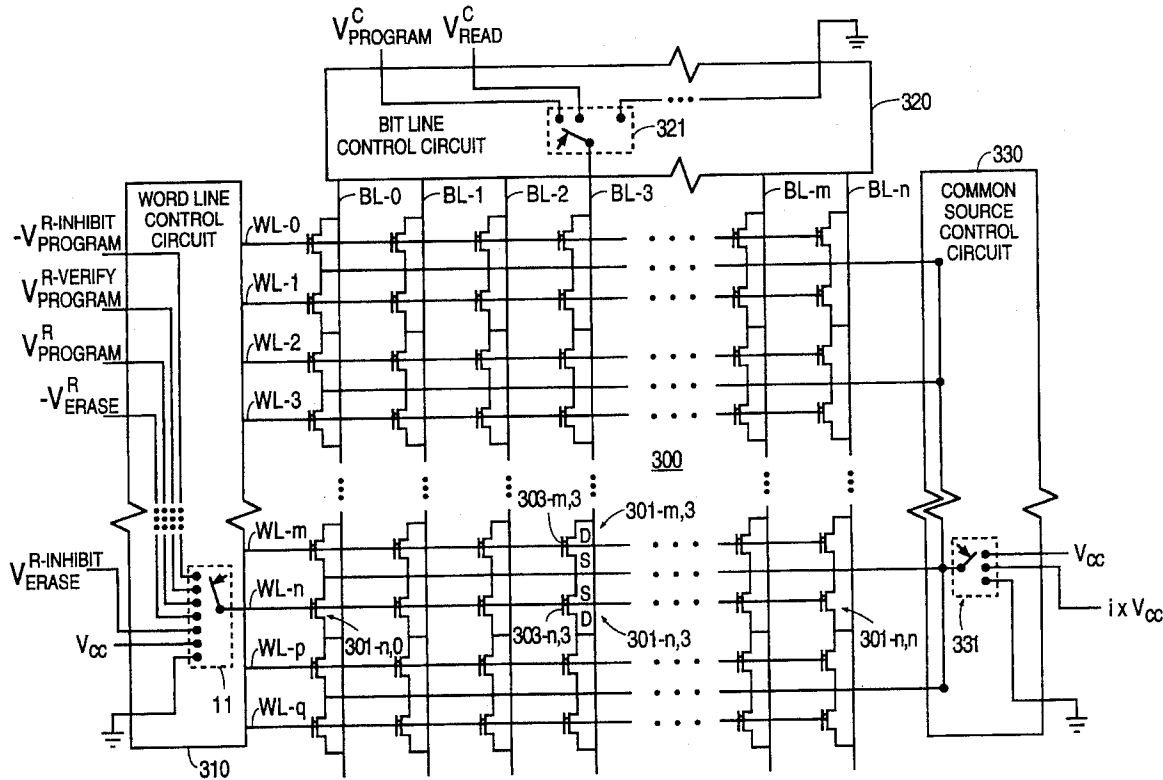 V^C_PROGRAM V^C_READ
320
BIT LINE
CONTROL CIRCUIT
321
330
WORD LINE
CONTROL
CIRCUIT
BL-0 BL-1 BL-2 BL-3 BL-m BL-n
COMMON
SOURCE
CONTROL
CIRCUIT
-V^R-INHIBIT_PROGRAM
V^R-VERIFY_PROGRAM
V^R_PROGRAM
-V^R_ERASE
WL-0
WL-1
WL-2
WL-3
300
303-m,3
301-m,3
WL-m
D
S
V^R-INHIBIT_ERASE
WL-n
S
D
VCC
301-n,0
303-n,3
301-n,3
301-n,n
331
VCC
i x VCC
WL-p
11
WL-q
310